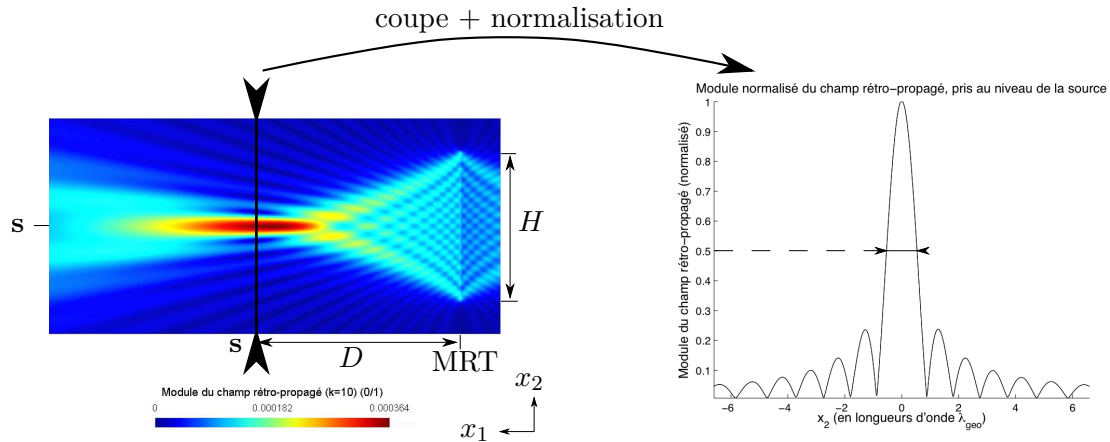 coupe + normalisation
s
H
s
D
MRT
Module du champ rétro-propagé (k=10) (0/1)
0
0.000182
0.000364
x2
x1
Module normalisé du champ rétro−propagé, pris au niveau de la source
Module du champ rétro−propagé (normalisé)
1
0.9
0.8
0.7
0.6
0.5
0.4
0.3
0.2
0.1
−6 −4 −2 0 2 4 6
x2 (en longueurs d'onde λgeo)